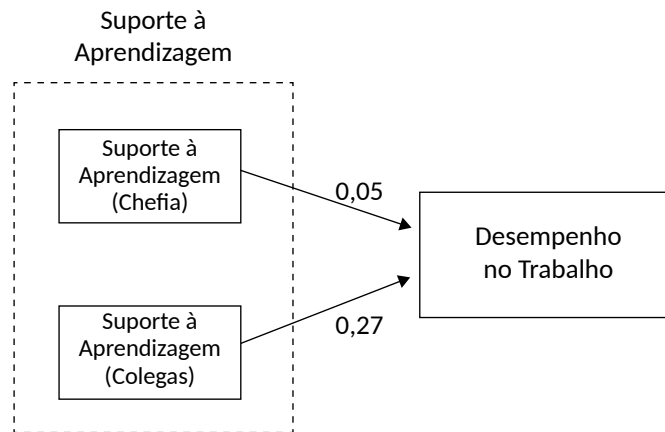 Suporte à
Aprendizagem
Suporte à
Aprendizagem
(Chefia)
0,05
Desempenho
no Trabalho
Suporte à
Aprendizagem
(Colegas)
0,27